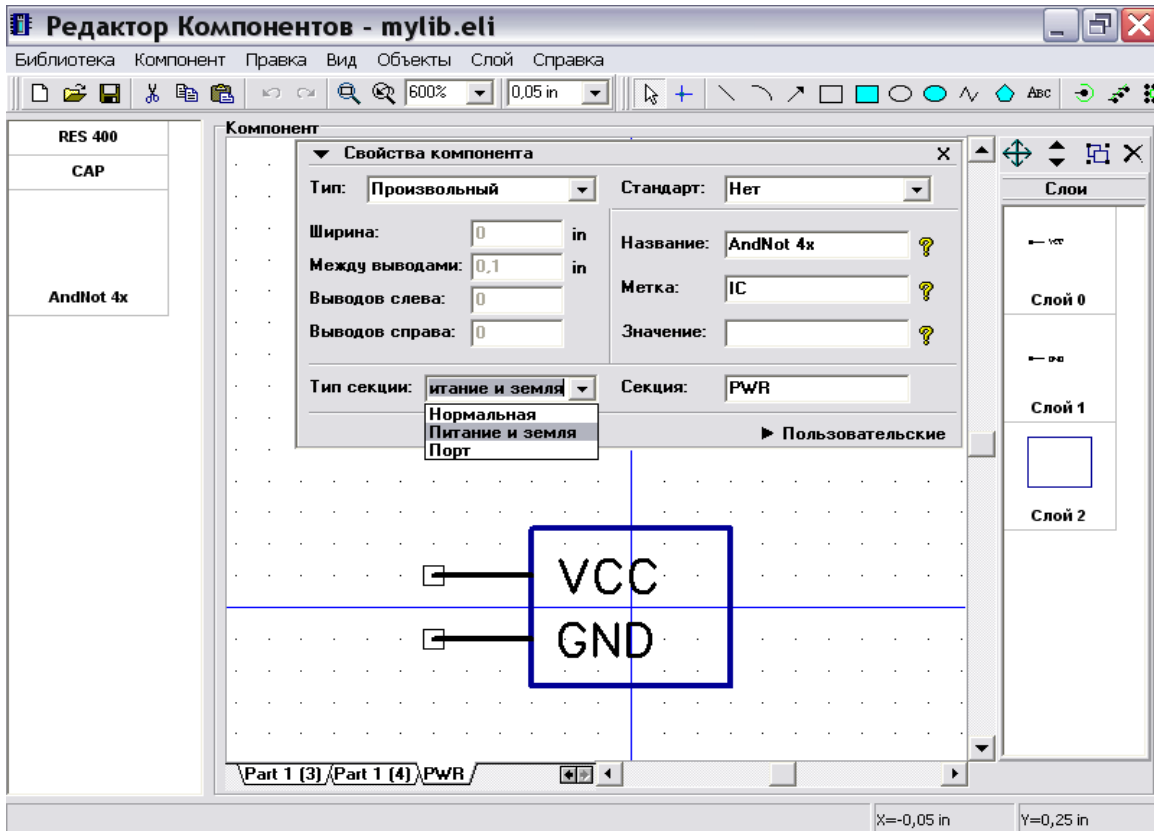 Редактор Компонентов - mylib.eli
Библиотека Компонент Правка Вид Объекты Слой Справка
600% 0,05 in ABC
RES 400
CAP
AndNot 4x
Компонент
Свойства компонента
Тип: Произвольный Стандарт: Нет
Ширина: 0 in
Между выводами: 0,1 in
Выводов слева: 0
Выводов справа: 0
Название: AndNot 4x
Метка: IC
Значение:
Тип секции: итание и земля Секция: PWR
Нормальная
Питание и земля
Порт
Пользовательские
VCC
GND
Слои
VCC
Слой 0
GND
Слой 1
Слой 2
Part 1 (3) Part 1 (4) PWR
X=-0,05 in Y=0,25 in